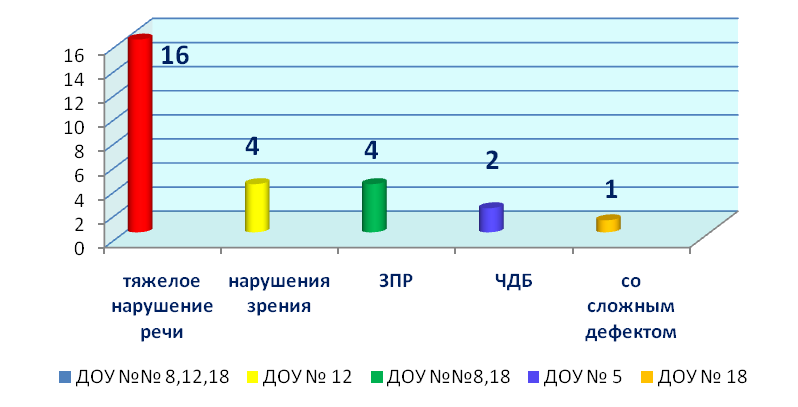 16
14
12
10
8
6
4
2
0
16
4
4
2
1
тяжелое
нарушение
речи
нарушения
зрения
ЗПР
ЧДБ
со
сложным
дефектом
ДОУ №№ 8,12,18
ДОУ № 12
ДОУ №№8,18
ДОУ № 5
ДОУ № 18